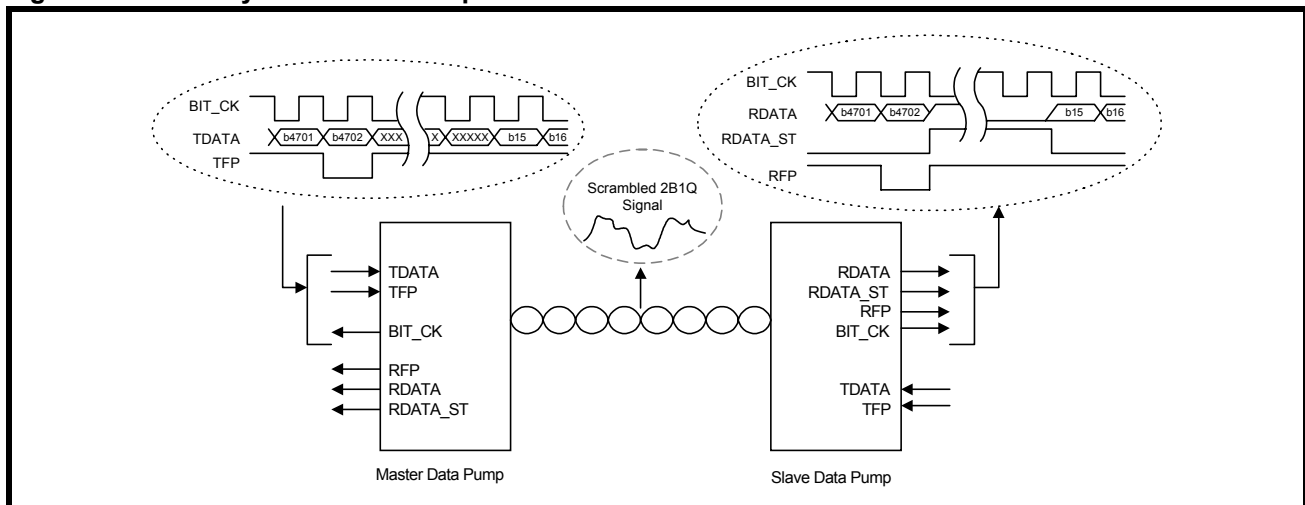 BIT_CK
TDATA
b4701 b4702 XXX X XXXXX b15 b16
TFP
Scrambled 2B1Q
Signal
BIT_CK
RDATA
b4701 b4702 b15 b16
RDATA_ST
RFP
TDATA
TFP
BIT_CK
RFP
RDATA
RDATA_ST
Master Data Pump
RDATA
RDATA_ST
RFP
BIT_CK
TDATA
TFP
Slave Data Pump